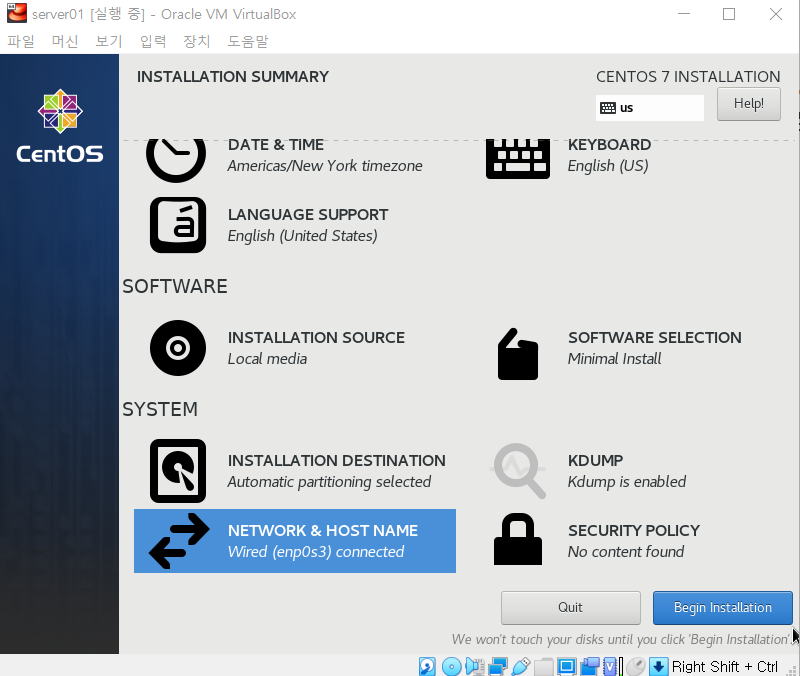 server01 [실행 중] - Oracle VM VirtualBox
파일 머신 보기 입력 장치 도움말
INSTALLATION SUMMARY
CENTOS 7 INSTALLATION
us
Help!
CentOS
DATE & TIME
Americas/New York timezone
KEYBOARD
English (US)
LANGUAGE SUPPORT
English (United States)
SOFTWARE
INSTALLATION SOURCE
Local media
SOFTWARE SELECTION
Minimal Install
SYSTEM
INSTALLATION DESTINATION
Automatic partitioning selected
KDUMP
Kdump is enabled
NETWORK & HOST NAME
Wired (enp0s3) connected
SECURITY POLICY
No content found
Quit
Begin Installation
We won't touch your disks until you click 'Begin Installation'.
Right Shift + Ctrl